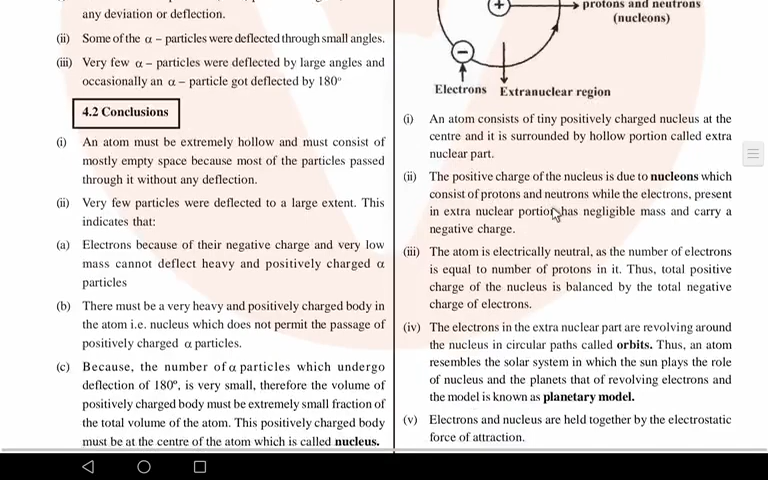 any deviation or deflection.
(ii) Some of the α – particles were deflected through small angles.
(iii) Very few α – particles were deflected by large angles and
occasionally an α – particle got deflected by 180°
4.2 Conclusions
(i) An atom must be extremely hollow and must consist of
mostly empty space because most of the particles passed
through it without any deflection.
(ii) Very few particles were deflected to a large extent. This
indicates that:
(a) Electrons because of their negative charge and very low
mass cannot deflect heavy and positively charged α
particles
(b) There must be a very heavy and positively charged body in
the atom i.e. nucleus which does not permit the passage of
positively charged α particles.
(c) Because, the number of α particles which undergo
deflection of 180°, is very small, therefore the volume of
positively charged body must be extremely small fraction of
the total volume of the atom. This positively charged body
must be at the centre of the atom which is called nucleus.
protons and neutrons
(nucleons)
+
−
Electrons Extranuclear region
(i) An atom consists of tiny positively charged nucleus at the
centre and it is surrounded by hollow portion called extra
nuclear part.
(ii) The positive charge of the nucleus is due to nucleons which
consist of protons and neutrons while the electrons, present
in extra nuclear portion has negligible mass and carry a
negative charge.
(iii) The atom is electrically neutral, as the number of electrons
is equal to number of protons in it. Thus, total positive
charge of the nucleus is balanced by the total negative
charge of electrons.
(iv) The electrons in the extra nuclear part are revolving around
the nucleus in circular paths called orbits. Thus, an atom
resembles the solar system in which the sun plays the role
of nucleus and the planets that of revolving electrons and
the model is known as planetary model.
(v) Electrons and nucleus are held together by the electrostatic
force of attraction.